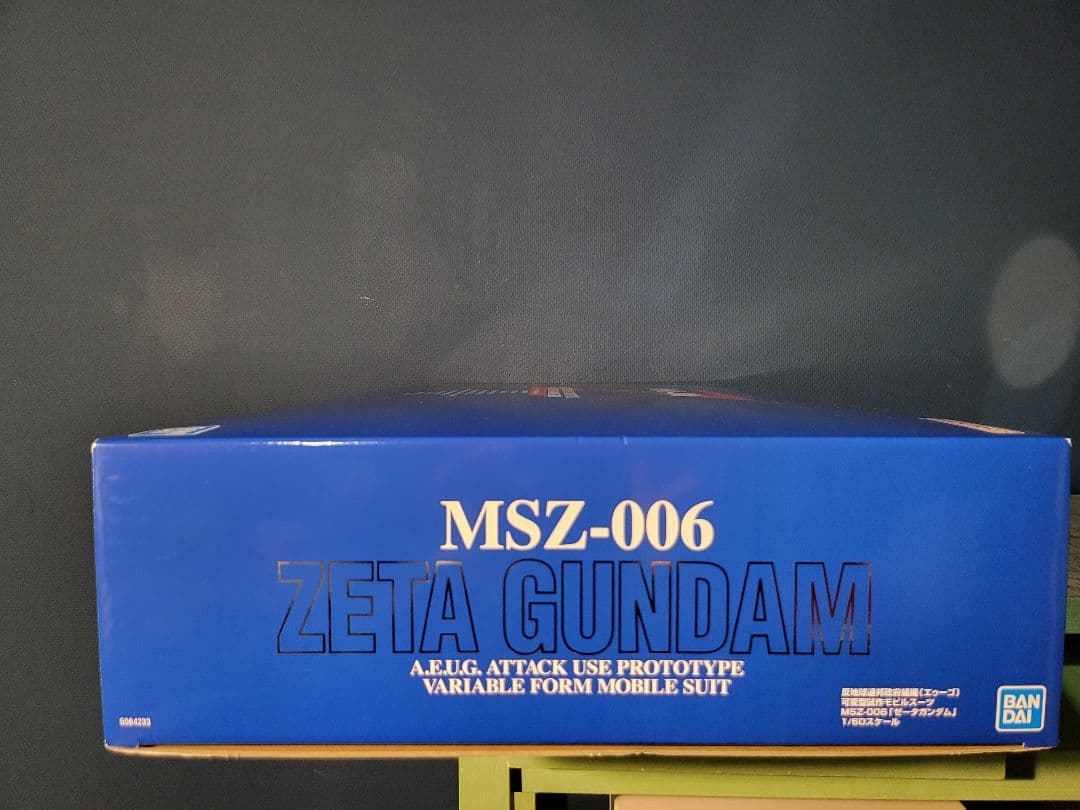 MSZ-006
ZETA GUNDAM
A.E.U.G. ATTACK USE PROTOTYPE
VARIABLE FORM MOBILE SUIT
反地球連邦政府組織(エゥーゴ)
可変型試作モビルスーツ
MSZ-006「ゼータガンダム」
1/60スケール
BAN
DAI
5064233